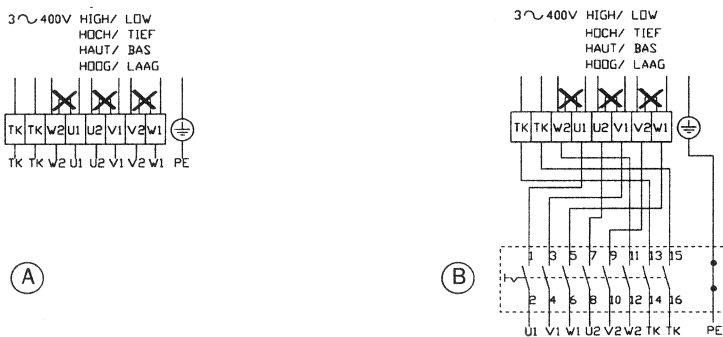 3~400V HIGH/ LOW
HOCH/ TIEF
HAUT/ BAS
HOOG/ LAAG
TK TK W2 U1 U2 V1 V2 W1
TK TK W2 U1 U2 V1 V2 W1 PE
A
3~400V HIGH/ LOW
HOCH/ TIEF
HAUT/ BAS
HOOG/ LAAG
TK TK W2 U1 U2 V1 V2 W1
1 3 5 7 9 11 13 15
2 4 6 8 10 12 14 16
U1 V1 W1 U2 V2 W2 TK TK PE
B